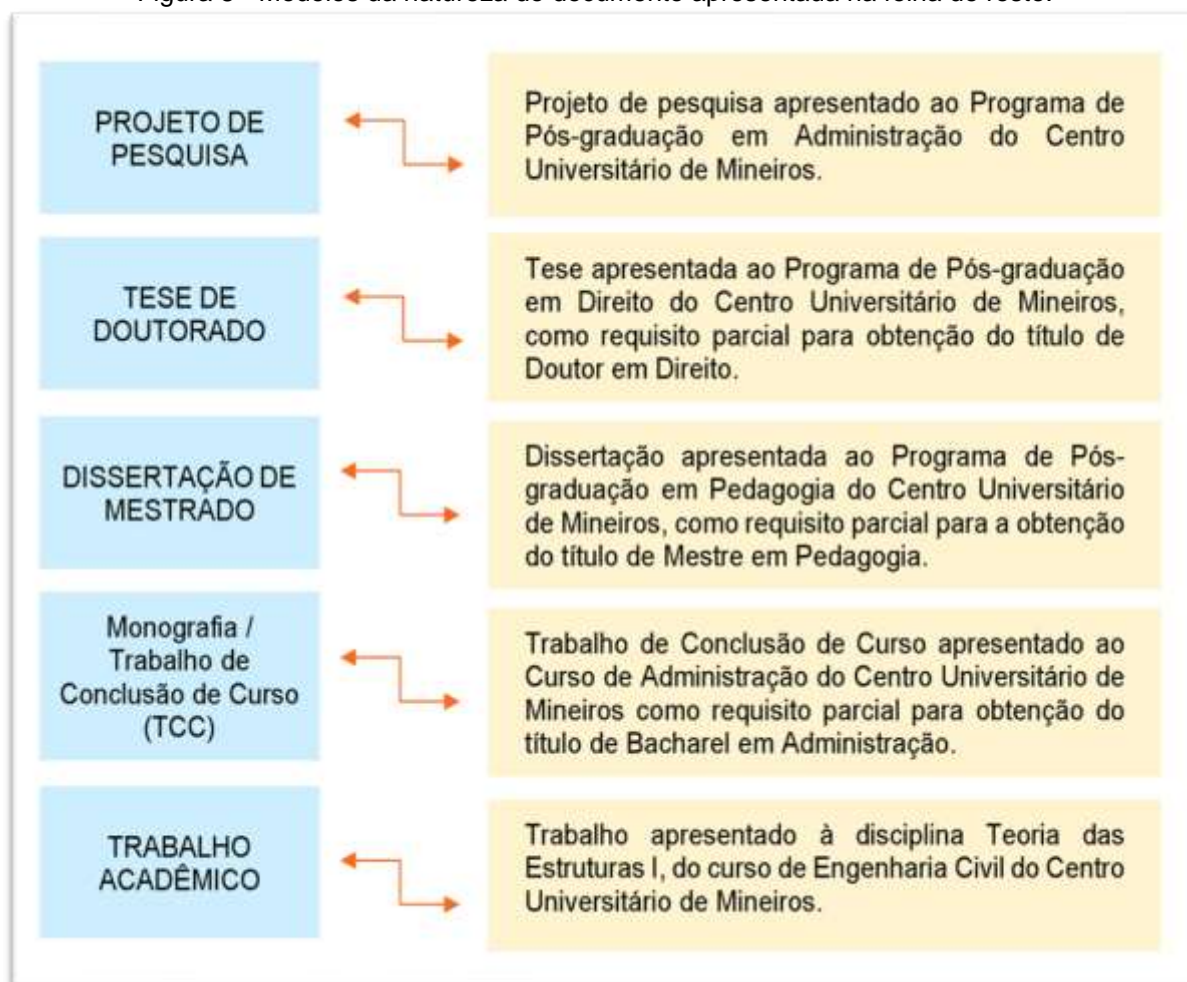 PROJETO DE
PESQUISA
Projeto de pesquisa apresentado ao Programa de
Pós-graduação em Administração do Centro
Universitário de Mineiros.
TESE DE
DOUTORADO
Tese apresentada ao Programa de Pós-graduação
em Direito do Centro Universitário de Mineiros,
como requisito parcial para obtenção do título de
Doutor em Direito.
DISSERTAÇÃO DE
MESTRADO
Dissertação apresentada ao Programa de Pós-
graduação em Pedagogia do Centro Universitário
de Mineiros, como requisito parcial para a obtenção
do título de Mestre em Pedagogia.
Monografia /
Trabalho de
Conclusão de Curso
(TCC)
Trabalho de Conclusão de Curso apresentado ao
Curso de Administração do Centro Universitário de
Mineiros como requisito parcial para obtenção do
título de Bacharel em Administração.
TRABALHO
ACADÊMICO
Trabalho apresentado à disciplina Teoria das
Estruturas I, do curso de Engenharia Civil do Centro
Universitário de Mineiros.